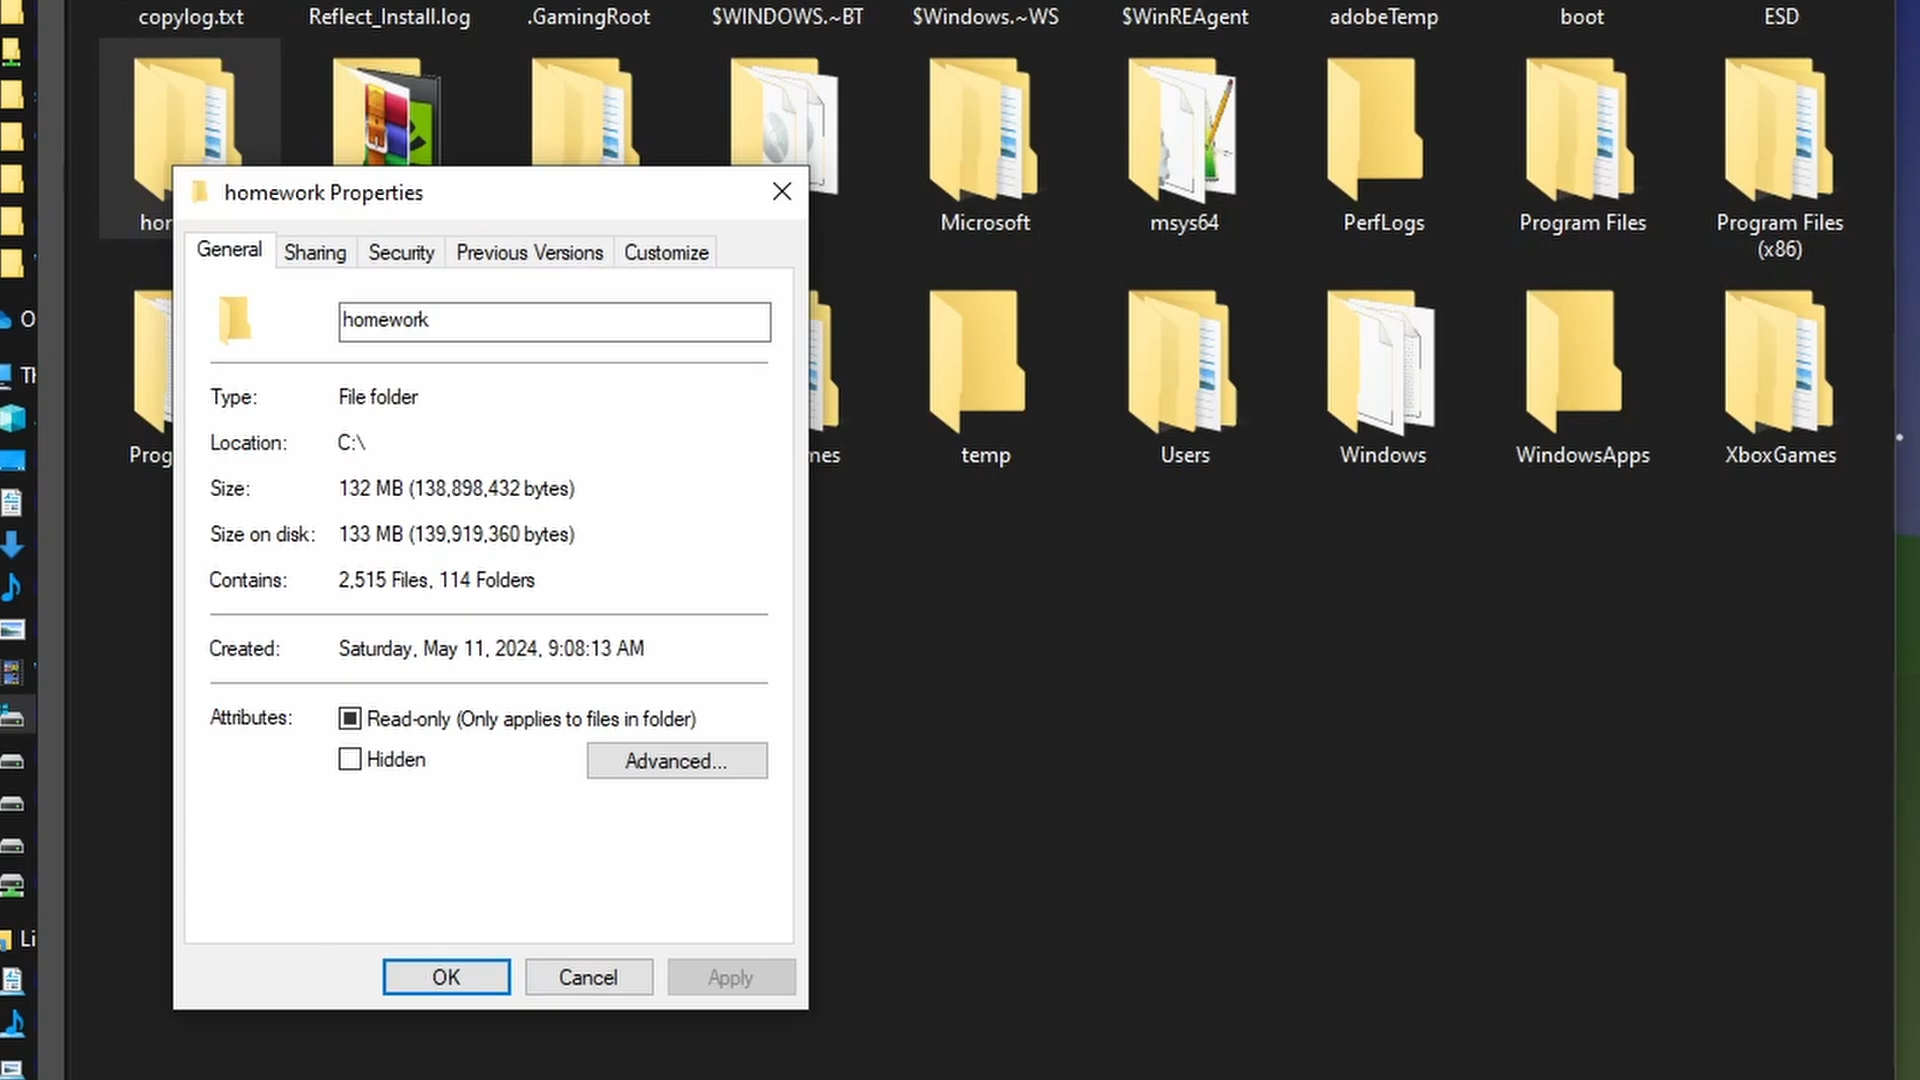 copylog.txt Reflect_Install.log .GamingRoot $WINDOWS.~BT $Windows.~WS $WinREAgent adobeTemp boot ESD
Microsoft msys64 PerfLogs Program Files Program Files
(x86)
temp Users Windows WindowsApps XboxGames
homework Properties
General Sharing Security Previous Versions Customize
homework
Type: File folder
Location: C:\
Size: 132 MB (138,898,432 bytes)
Size on disk: 133 MB (139,919,360 bytes)
Contains: 2,515 Files, 114 Folders
Created: Saturday, May 11, 2024, 9:08:13 AM
Attributes: Read-only (Only applies to files in folder)
Hidden Advanced...
OK Cancel Apply